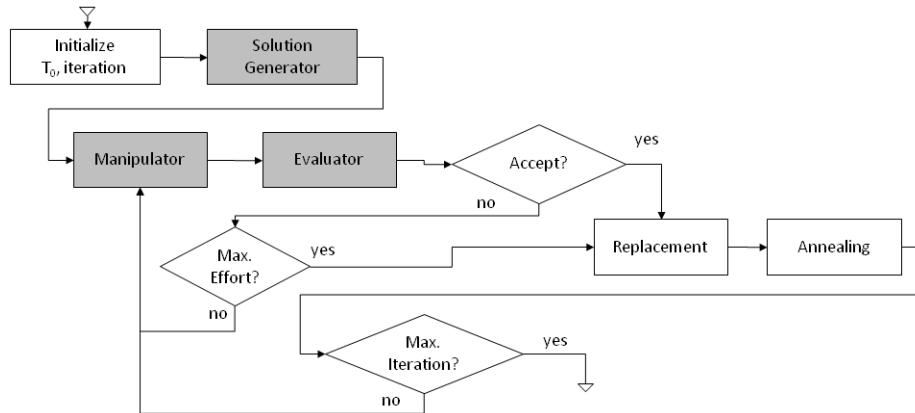 Initialize
T₀, iteration
Solution
Generator
Manipulator
Evaluator
Accept?
yes
no
Max.
Effort?
yes
no
Replacement
Annealing
Max.
Iteration?
yes
no